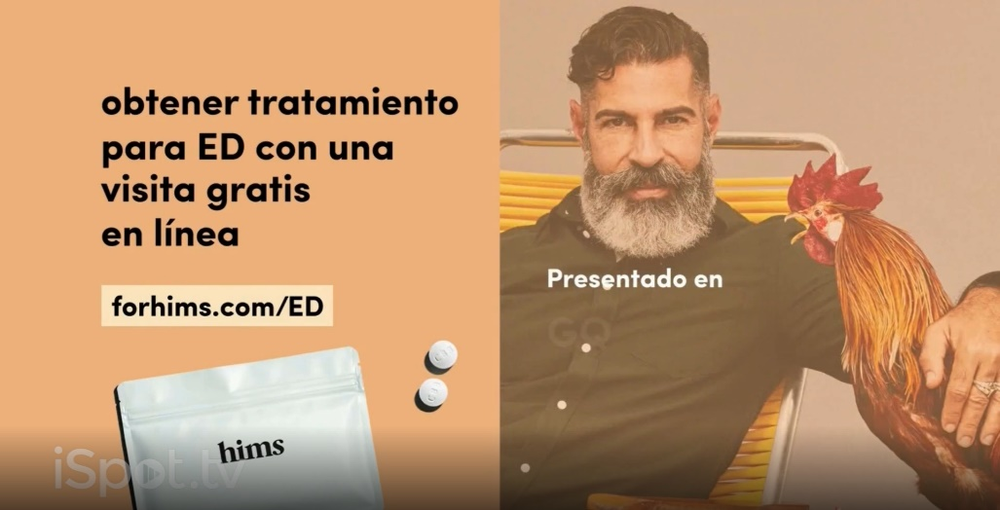 obtener tratamiento
para ED con una
visita gratis
en línea
forhims.com/ED
hims
Presentado en
GQ
iSpot.tv